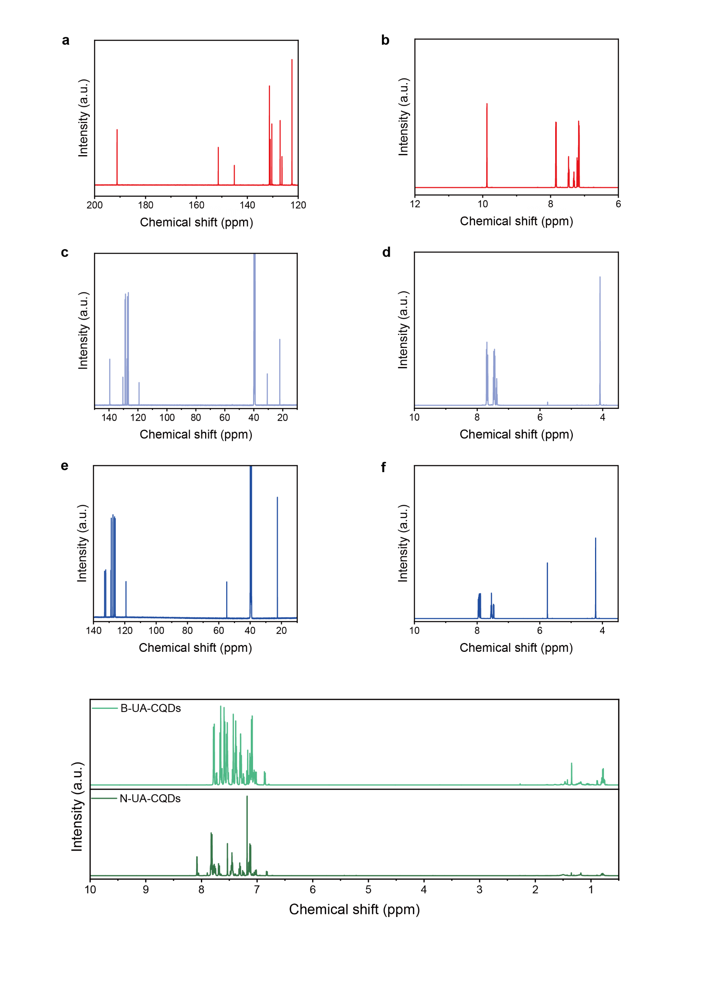 a
Intensity (a.u.)
200 180 160 140 120
Chemical shift (ppm)
b
Intensity (a.u.)
12 10 8 6
Chemical shift (ppm)
c
Intensity (a.u.)
140 120 100 80 60 40 20
Chemical shift (ppm)
d
Intensity (a.u.)
10 8 6 4
Chemical shift (ppm)
e
Intensity (a.u.)
140 120 100 80 60 40 20
Chemical shift (ppm)
f
Intensity (a.u.)
10 8 6 4
Chemical shift (ppm)
B-UA-CQDs
N-UA-CQDs
Intensity (a.u.)
10 9 8 7 6 5 4 3 2 1
Chemical shift (ppm)